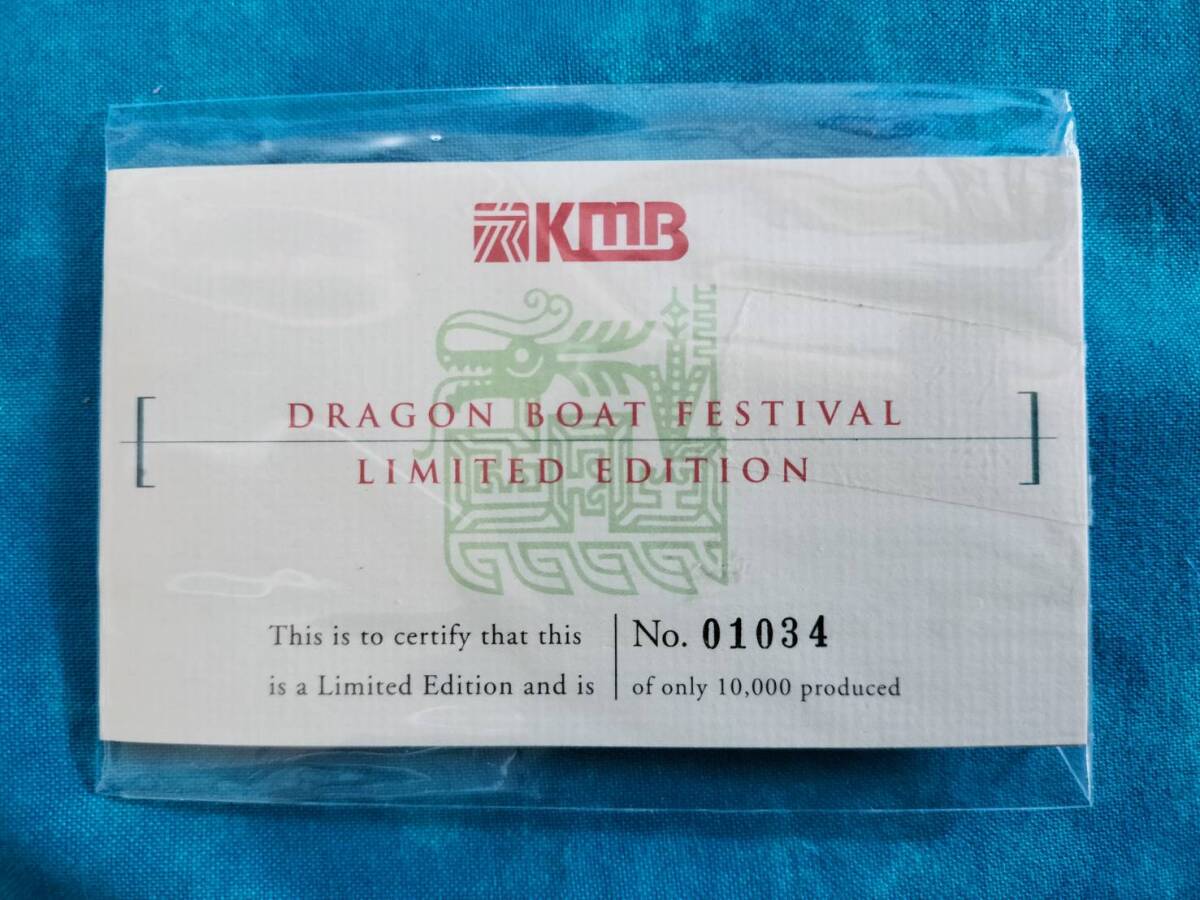 KMB
DRAGON BOAT FESTIVAL
LIMITED EDITION
This is to certify that this
is a Limited Edition and is
No. 01034
of only 10,000 produced